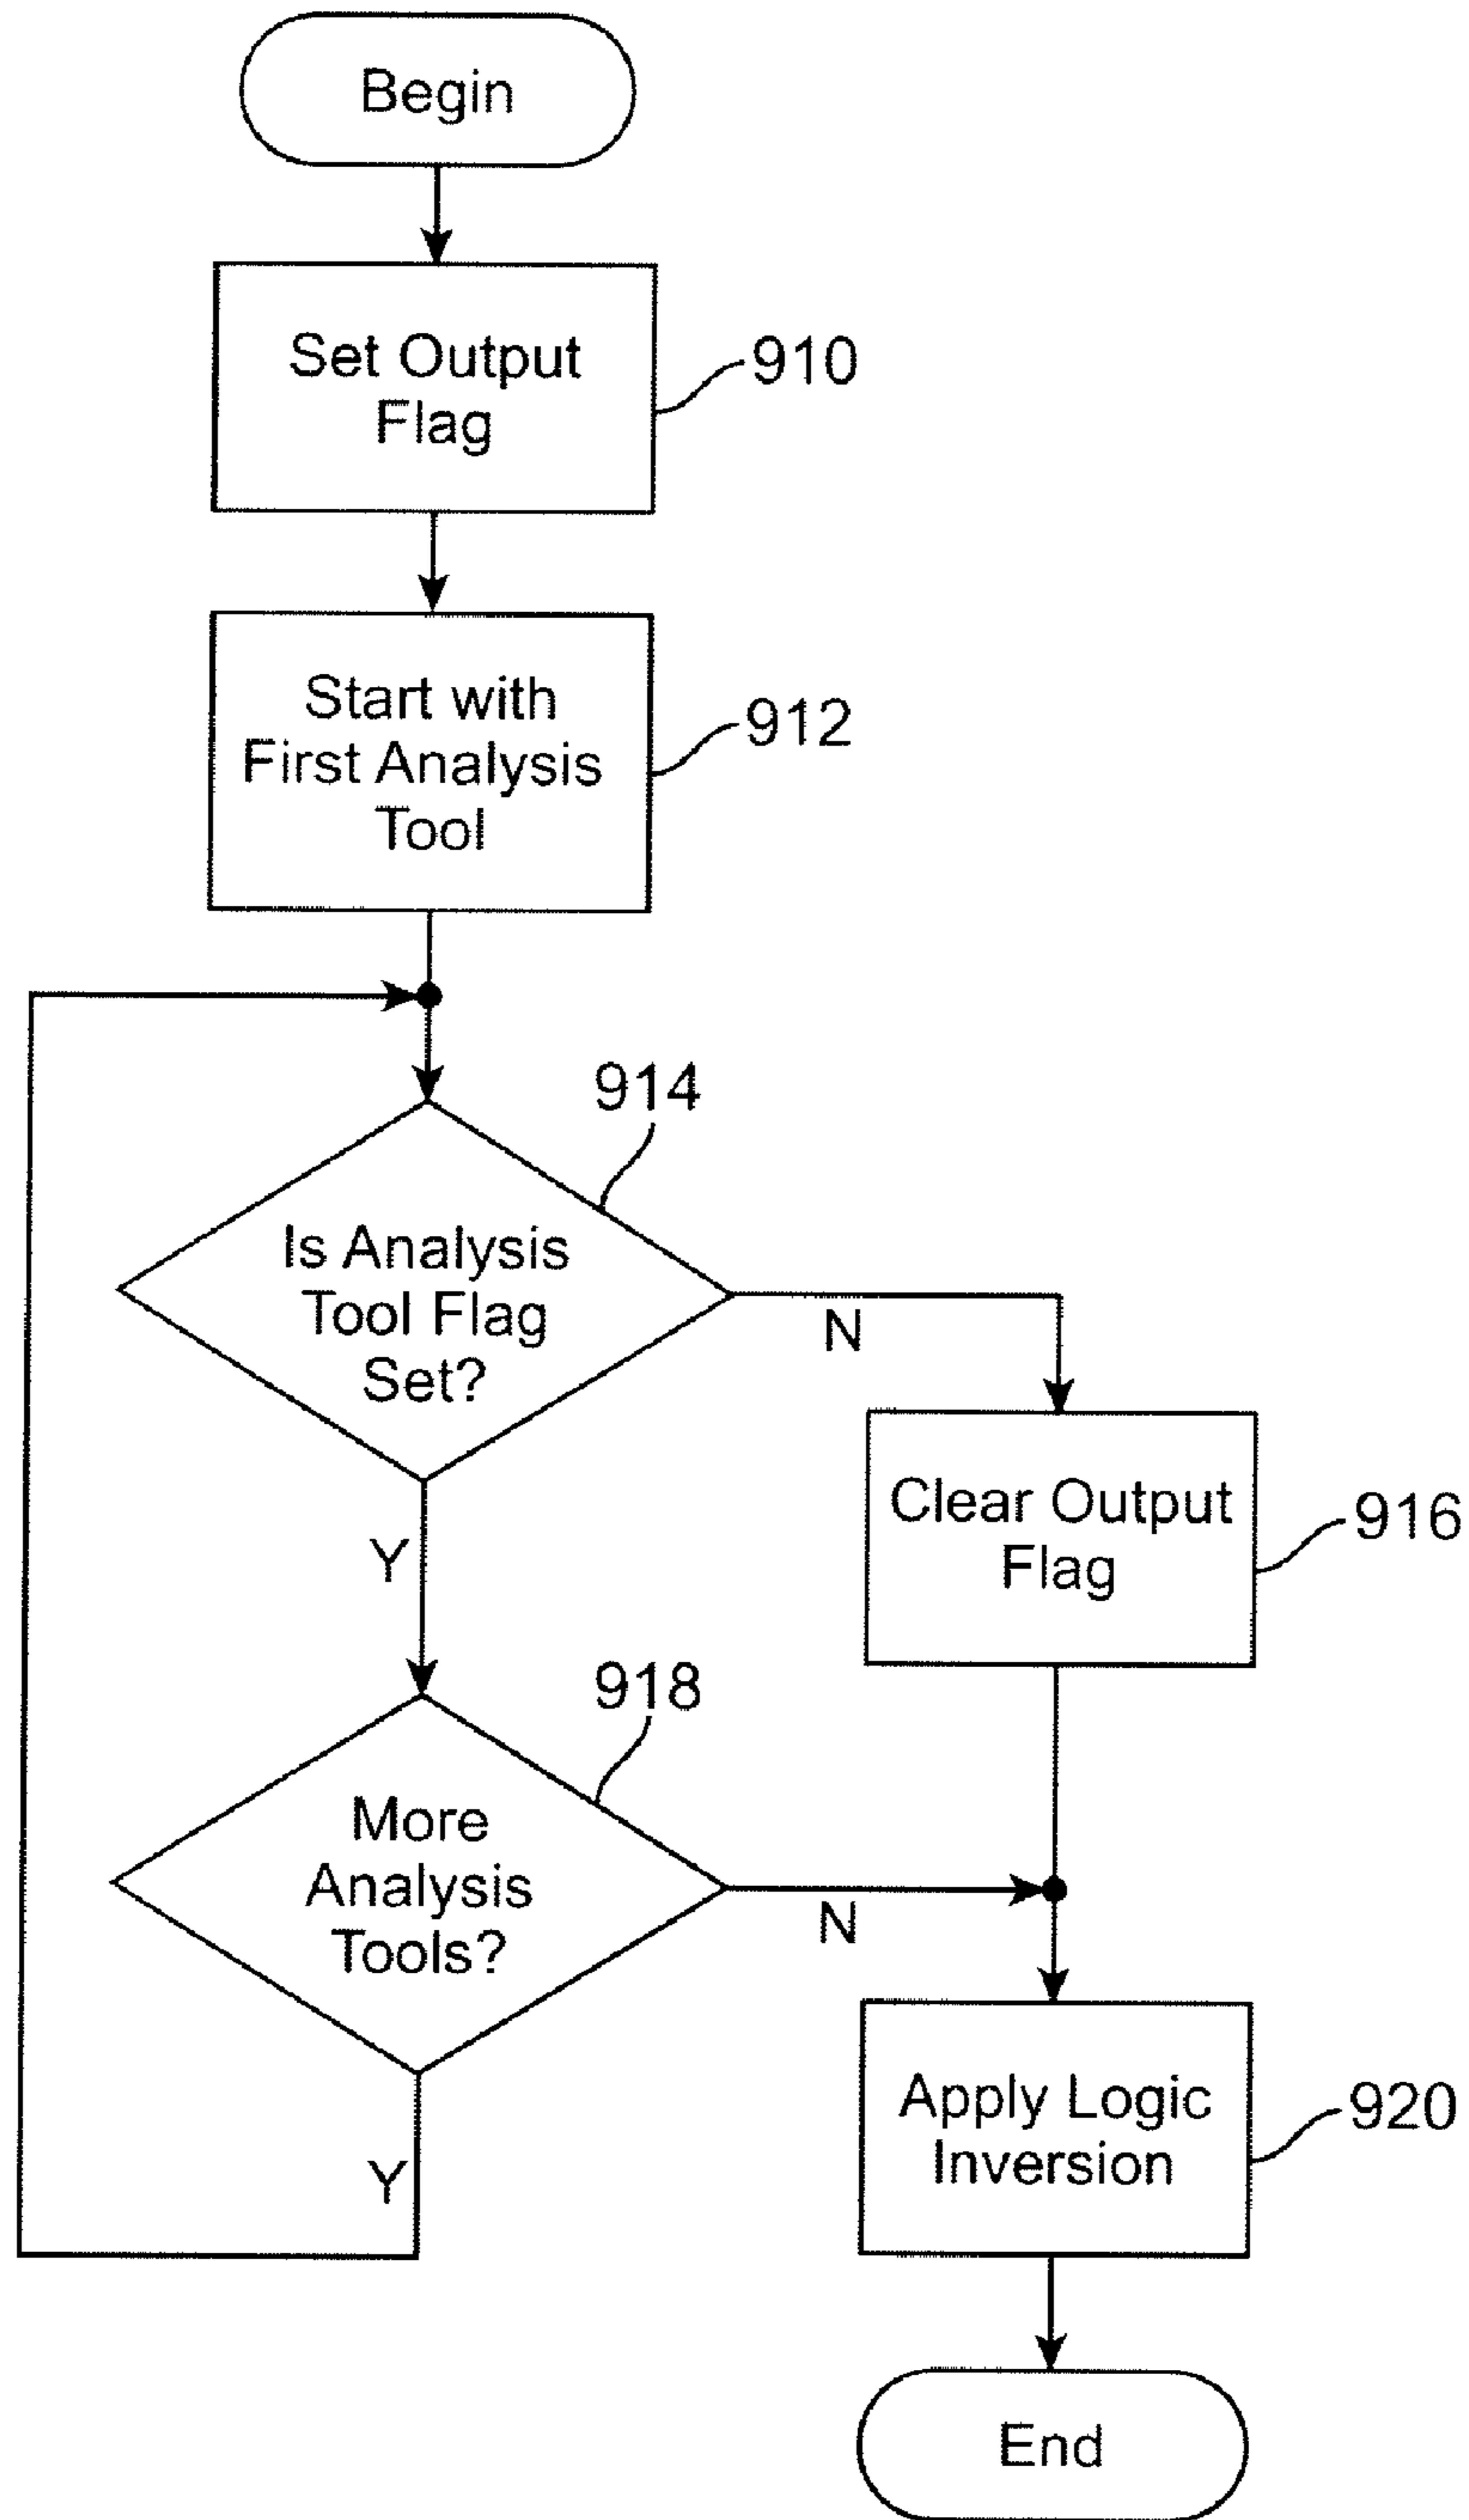 Begin
Set Output
Flag
910
Start with
First Analysis
Tool
912
914
Is Analysis
Tool Flag
Set?
N
Y
Clear Output
Flag
916
918
More
Analysis
Tools?
N
Y
Apply Logic
Inversion
920
End